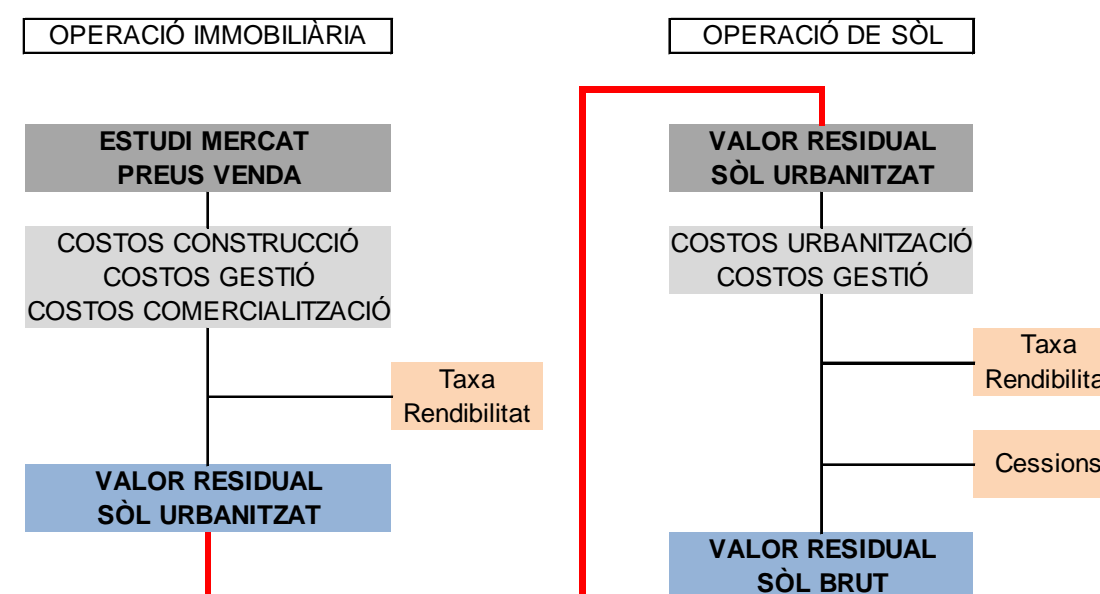 OPERACIÓ IMMOBILIÀRIA
ESTUDI MERCAT
PREUS VENDA
COSTOS CONSTRUCCIÓ
COSTOS GESTIÓ
COSTOS COMERCIALITZACIÓ
Taxa
Rendibilitat
VALOR RESIDUAL
SÒL URBANITZAT
OPERACIÓ DE SÒL
VALOR RESIDUAL
SÒL URBANITZAT
COSTOS URBANITZACIÓ
COSTOS GESTIÓ
Taxa
Rendibilita
Cessions
VALOR RESIDUAL
SÒL BRUT